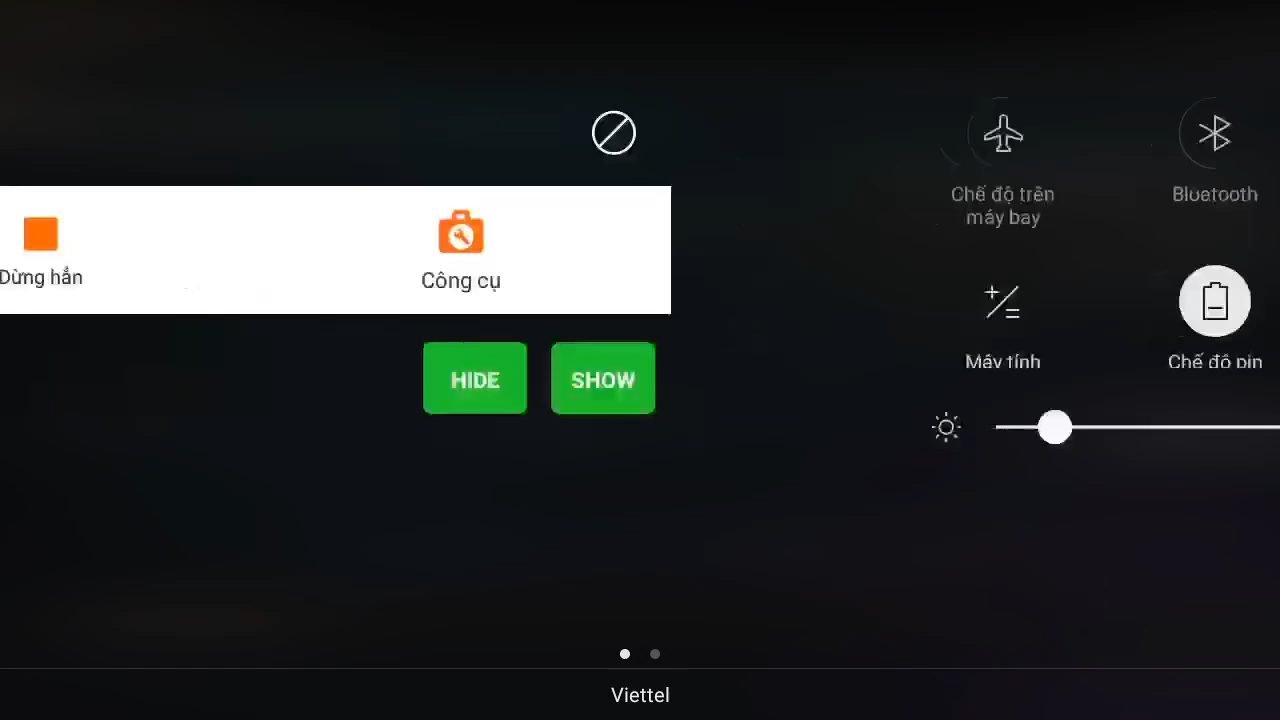 Chế độ trên
máy bay
Bluetooth
Dừng hẳn
Công cụ
Máy tính
Chế độ pin
HIDE
SHOW
Viettel